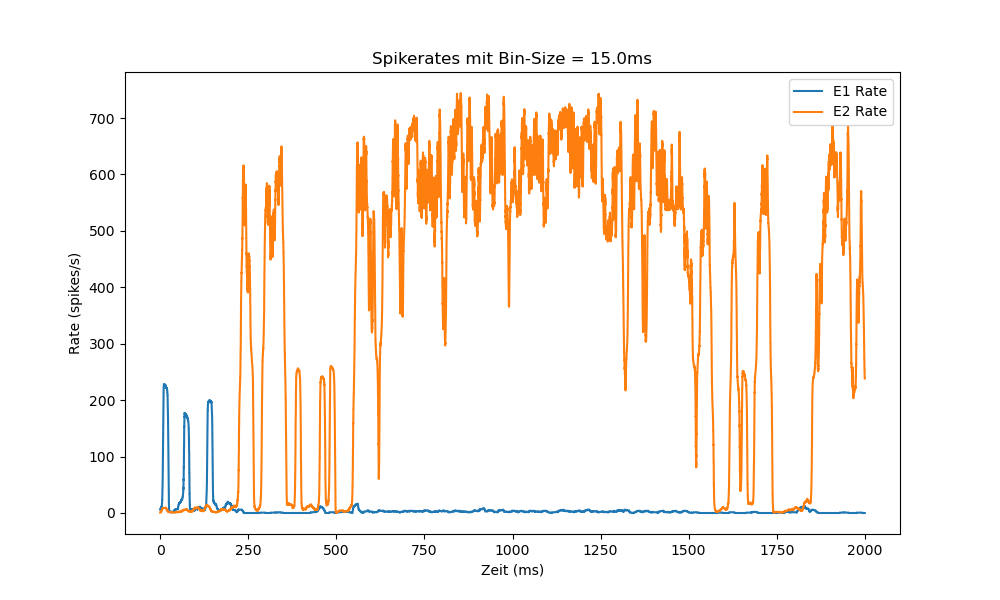 Spikerates mit Bin-Size = 15.0ms
E1 Rate
E2 Rate
700
600
500
400
300
200
100
0
Rate (spikes/s)
0 250 500 750 1000 1250 1500 1750 2000
Zeit (ms)